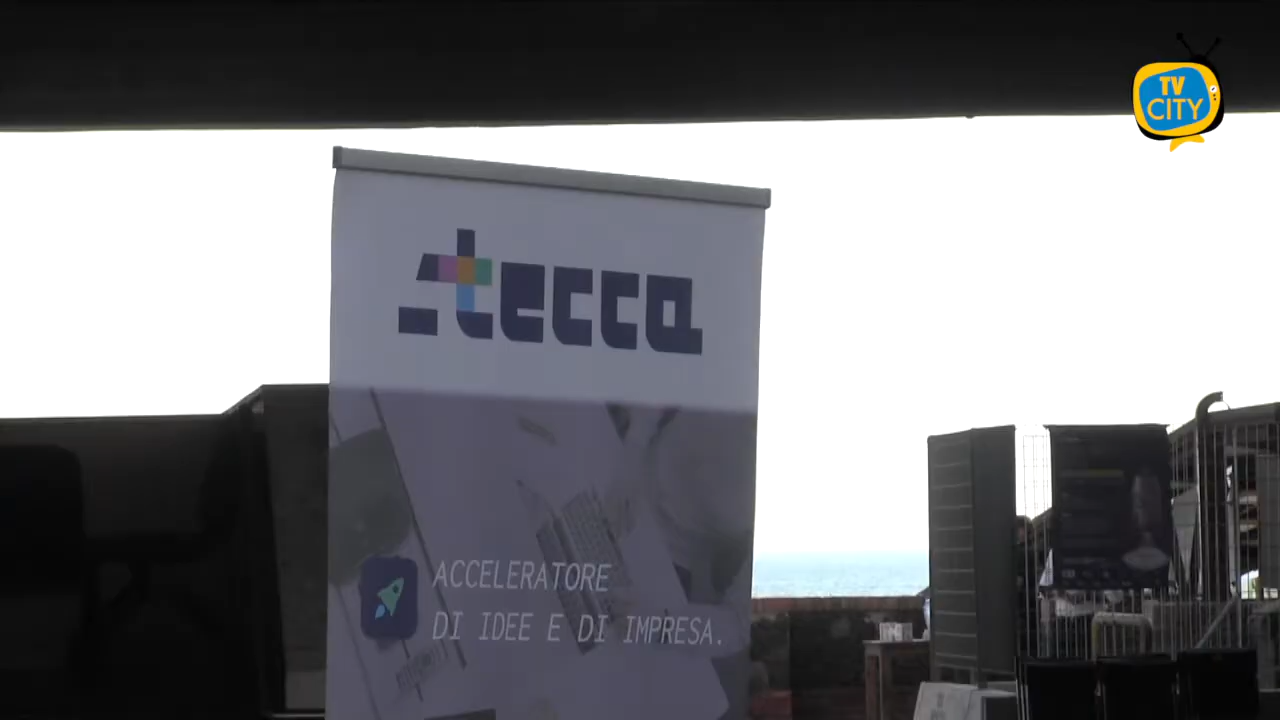 TV
CITY
tecca
ACCELERATORE
DI IDEE E DI IMPRESA.